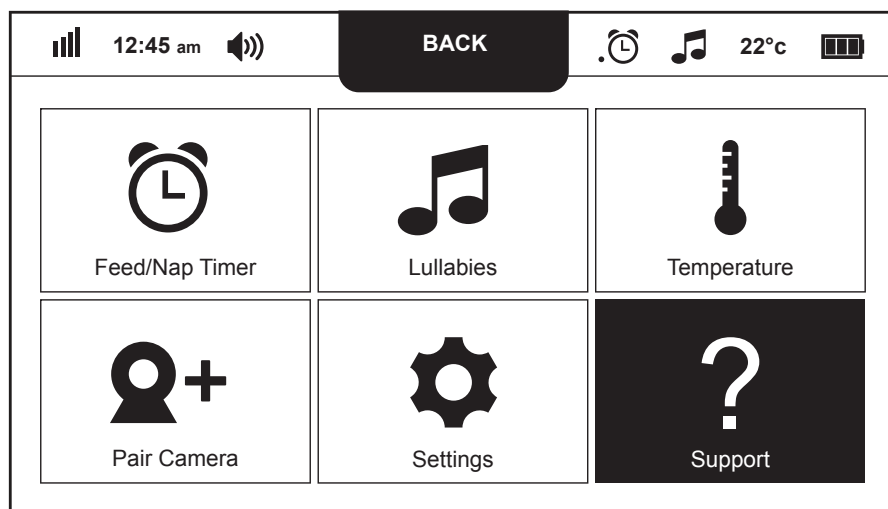 12:45 am BACK 22°c
Feed/Nap Timer Lullabies Temperature
?
Pair Camera Settings Support